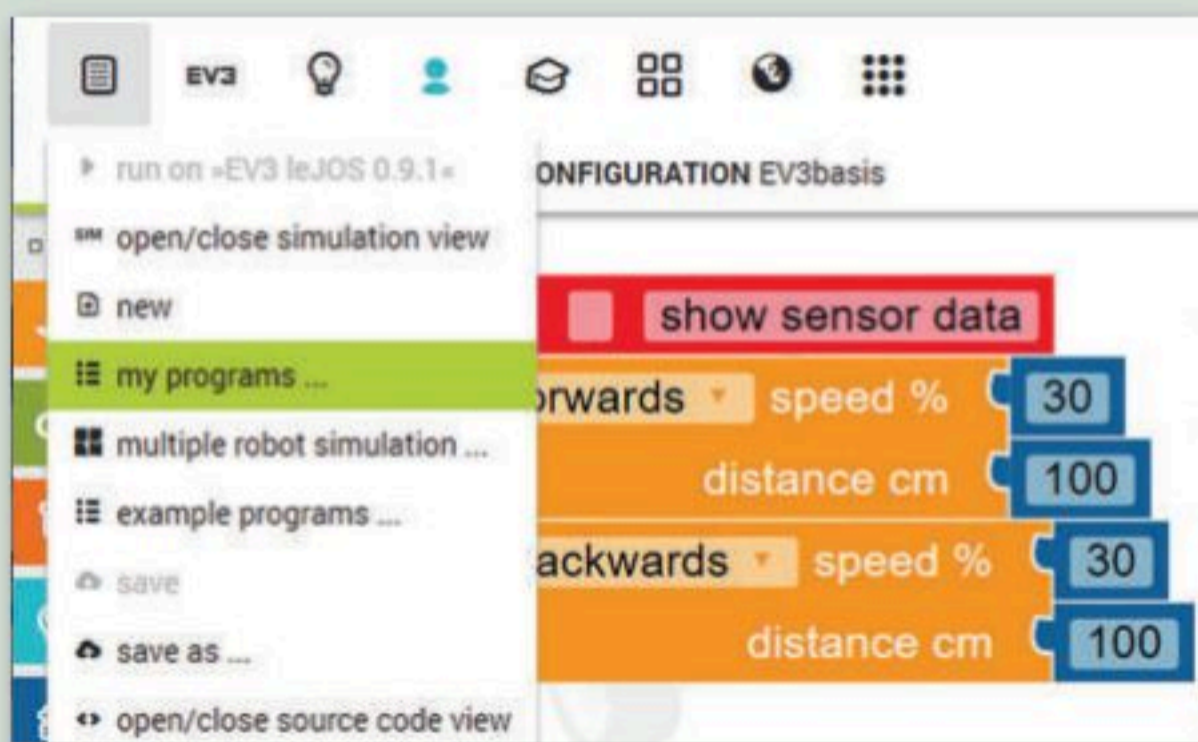 EV3
run on »EV3 leJOS 0.9.1«
ONFIGURATION EV3basis
SIM open/close simulation view
new
show sensor data
my programs ...
orwards speed % 30
multiple robot simulation ...
distance cm 100
example programs ...
ackwards speed % 30
save
distance cm 100
save as ...
open/close source code view